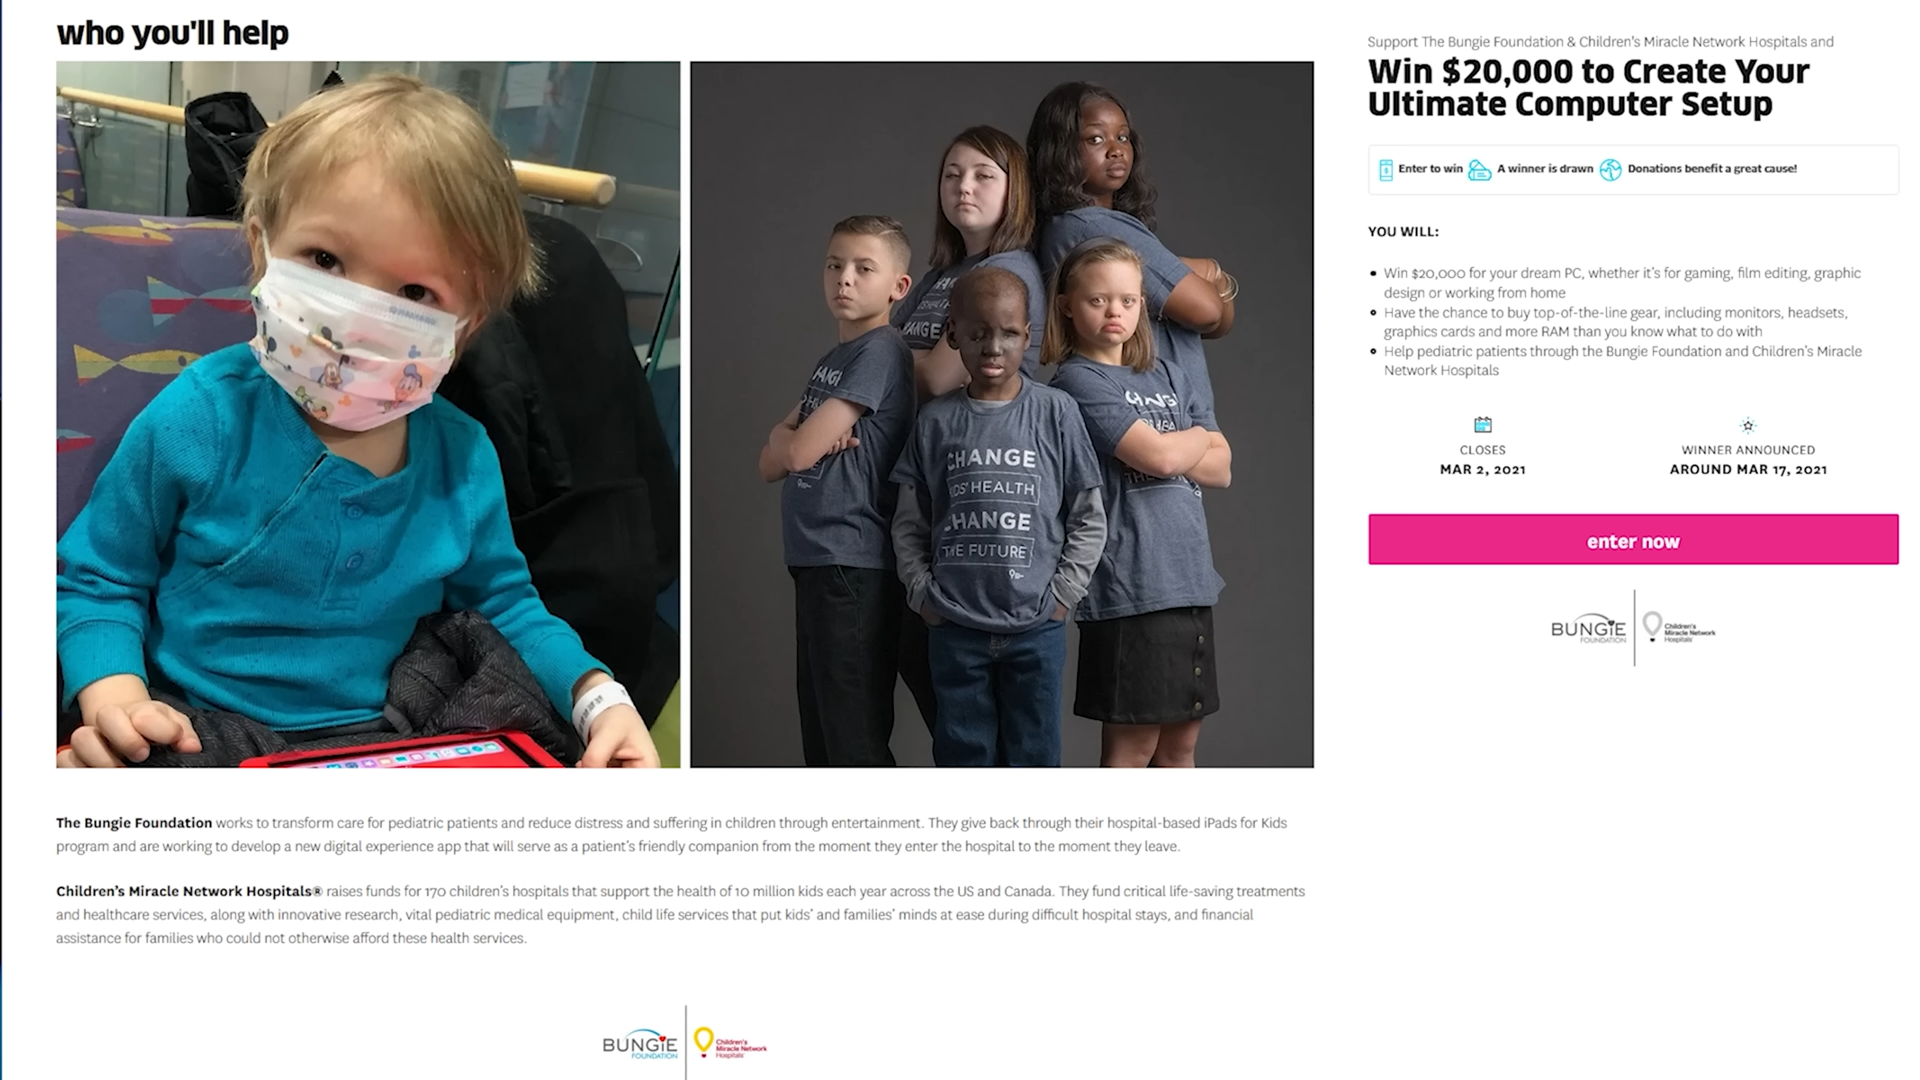 who you'll help
Support The Bungie Foundation & Children's Miracle Network Hospitals and
Win $20,000 to Create Your
Ultimate Computer Setup
Enter to win A winner is drawn Donations benefit a great cause!
YOU WILL:
Win $20,000 for your dream PC, whether it's for gaming, film editing, graphic
design or working from home
Have the chance to buy top-of-the-line gear, including monitors, headsets,
graphics cards and more RAM than you know what to do with
Help pediatric patients through the Bungie Foundation and Children's Miracle
Network Hospitals
CLOSES
MAR 2, 2021
WINNER ANNOUNCED
AROUND MAR 17, 2021
enter now
BUNGiE
FOUNDATION
Children's
Miracle Network
Hospitals
CHANGE
KIDS' HEALTH
CHANGE
THE FUTURE
The Bungie Foundation works to transform care for pediatric patients and reduce distress and suffering in children through entertainment. They give back through their hospital-based iPads for Kids
program and are working to develop a new digital experience app that will serve as a patient's friendly companion from the moment they enter the hospital to the moment they leave.
Children's Miracle Network Hospitals® raises funds for 170 children's hospitals that support the health of 10 million kids each year across the US and Canada. They fund critical life-saving treatments
and healthcare services, along with innovative research, vital pediatric medical equipment, child life services that put kids' and families' minds at ease during difficult hospital stays, and financial
assistance for families who could not otherwise afford these health services.
BUNGiE
FOUNDATION
Children's
Miracle Network
Hospitals